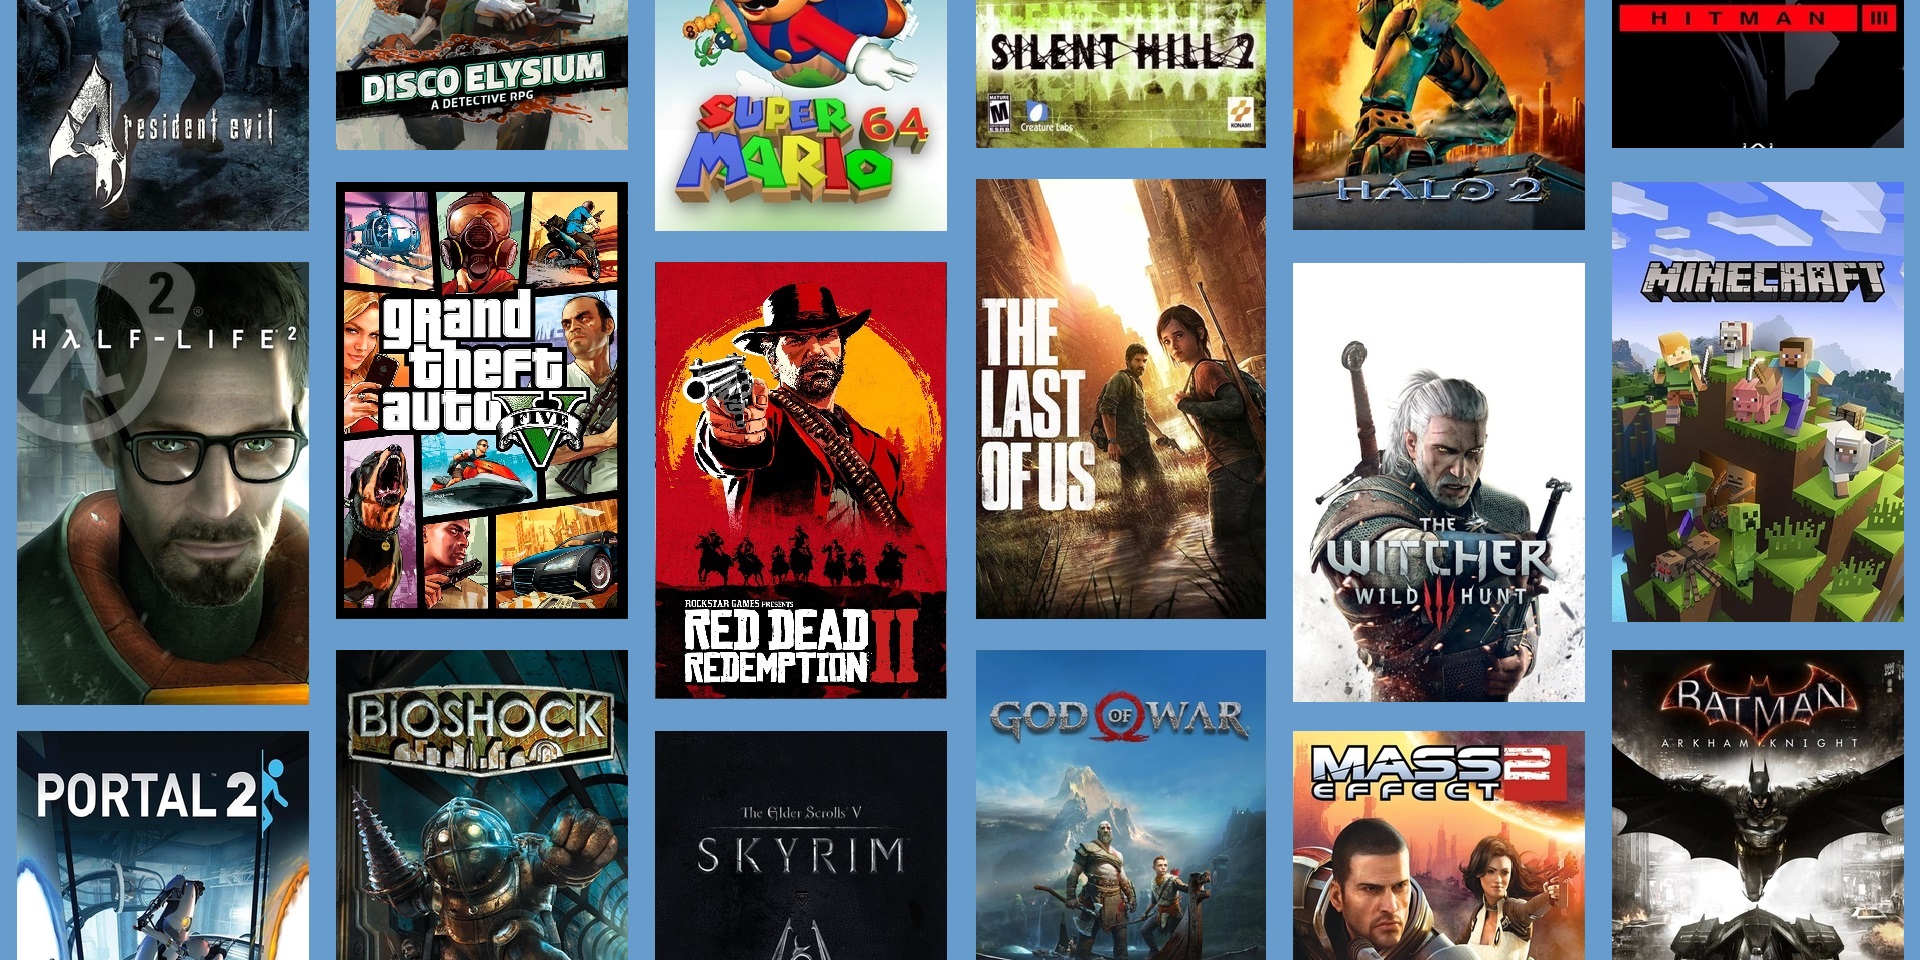 4 resident evil
DISCO ELYSIUM
A DETECTIVE RPG
SUPER
MARIO 64
SILENT HILL 2
MATURE
M
ESRB
Creature Labs
KONAMI
HALO 2
HITMAN III
2
HλLF-LIFE 2
grand
theft
auto
V
FIVE
ROCKSTAR GAMES PRESENTS
RED DEAD
REDEMPTION II
THE
LAST
OF US
THE
WITCHER
WILD III HUNT
MINECRAFT
PORTAL 2
BIOSHOCK
The Elder Scrolls V
SKYRIM
GOD OF WAR
MASS
EFFECT 2
BATMAN
ARKHAM KNIGHT